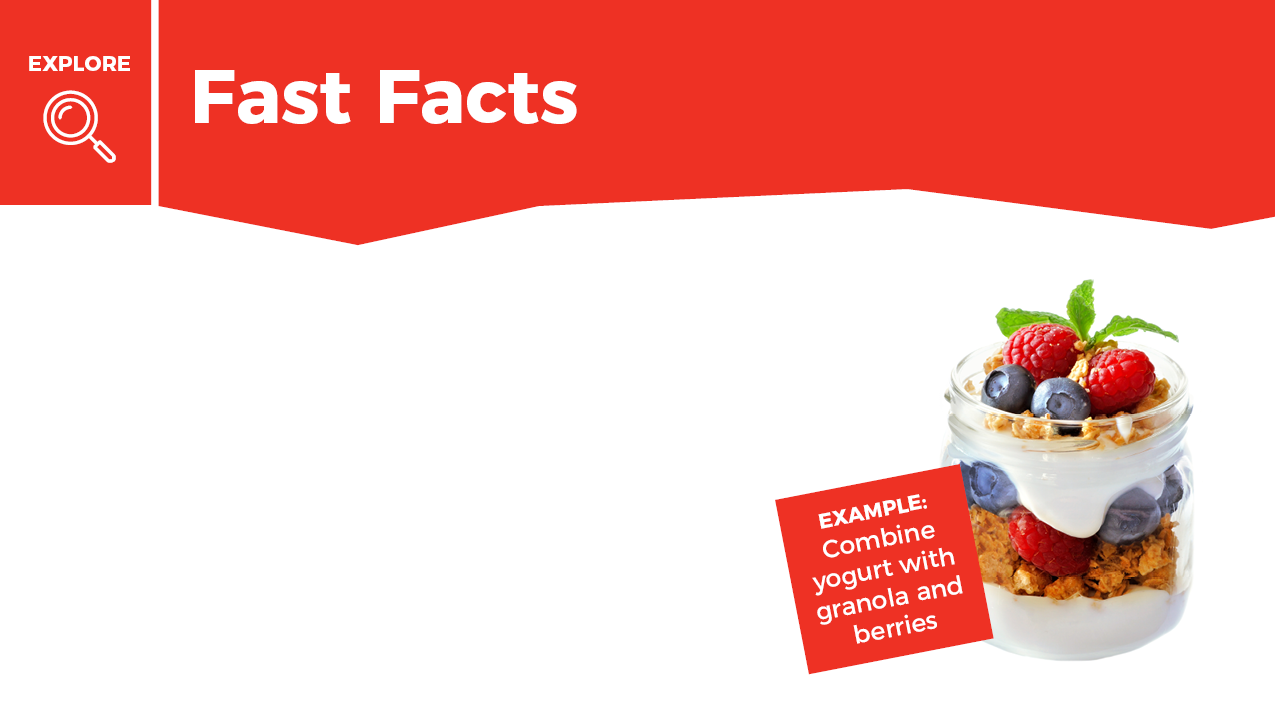 EXPLORE
Fast Facts
EXAMPLE:
Combine
yogurt with
granola and
berries